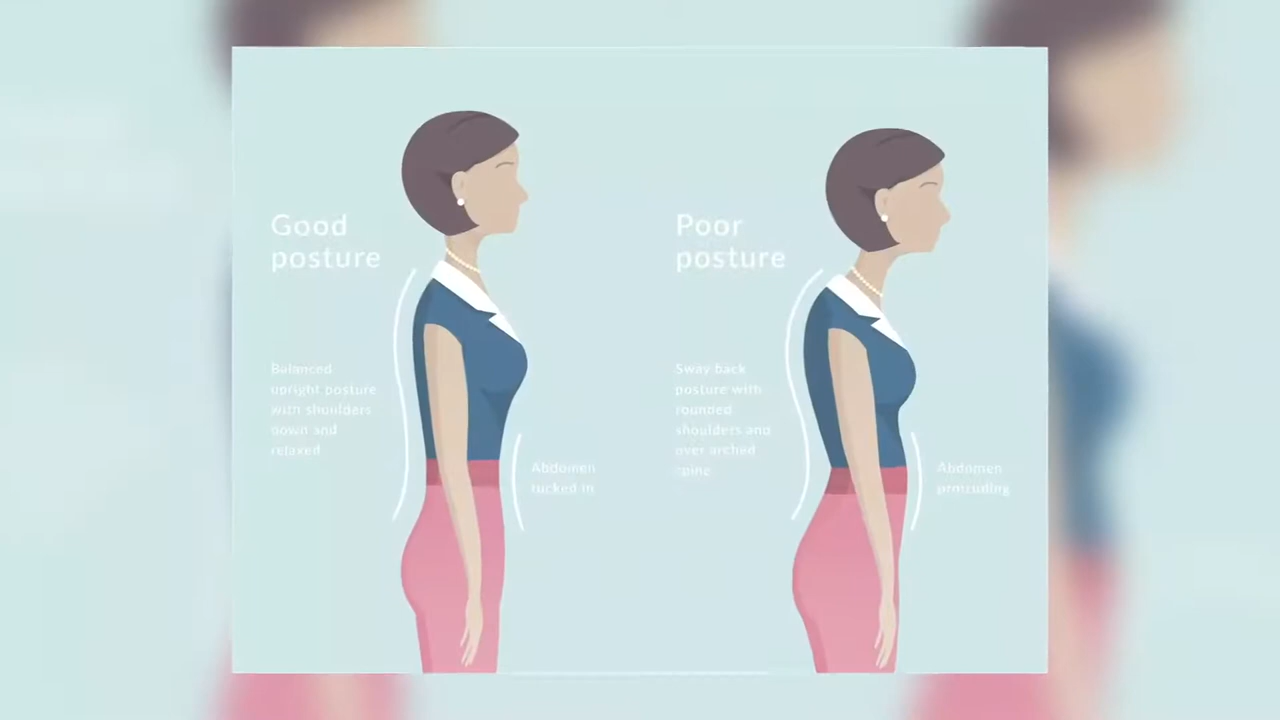 Good
posture
Balanced
upright posture
with shoulders
down and
relaxed
Abdomen
tucked in
Poor
posture
Sway back
posture with
rounded
shoulders and
over arched
spine
Abdomen
protruding